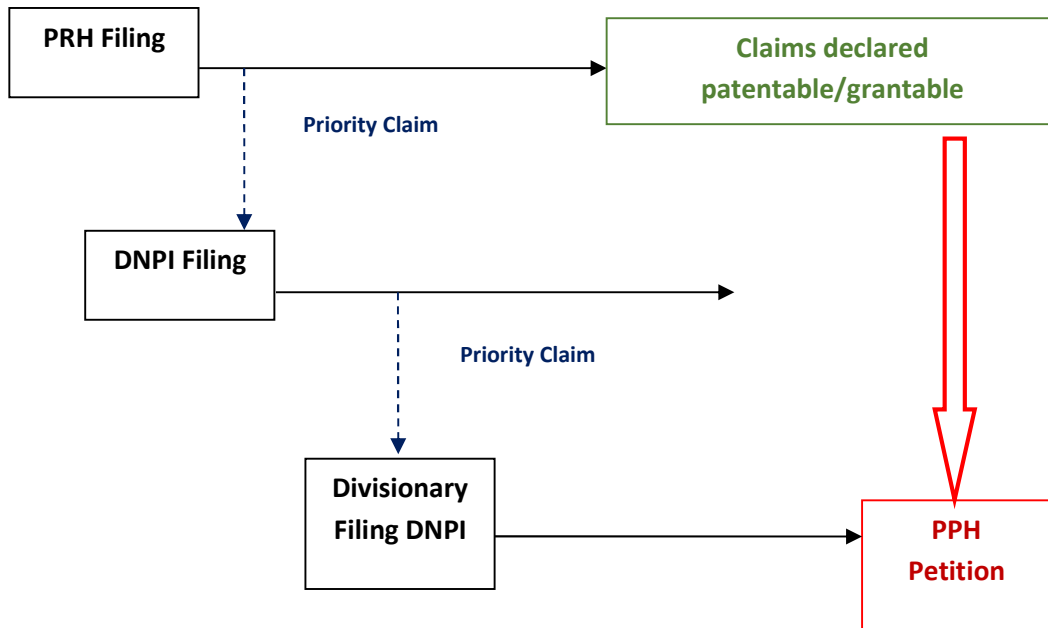 PRH Filing
Claims declared
patentable/grantable
Priority Claim
DNPI Filing
Priority Claim
Divisionary
Filing DNPI
PPH
Petition